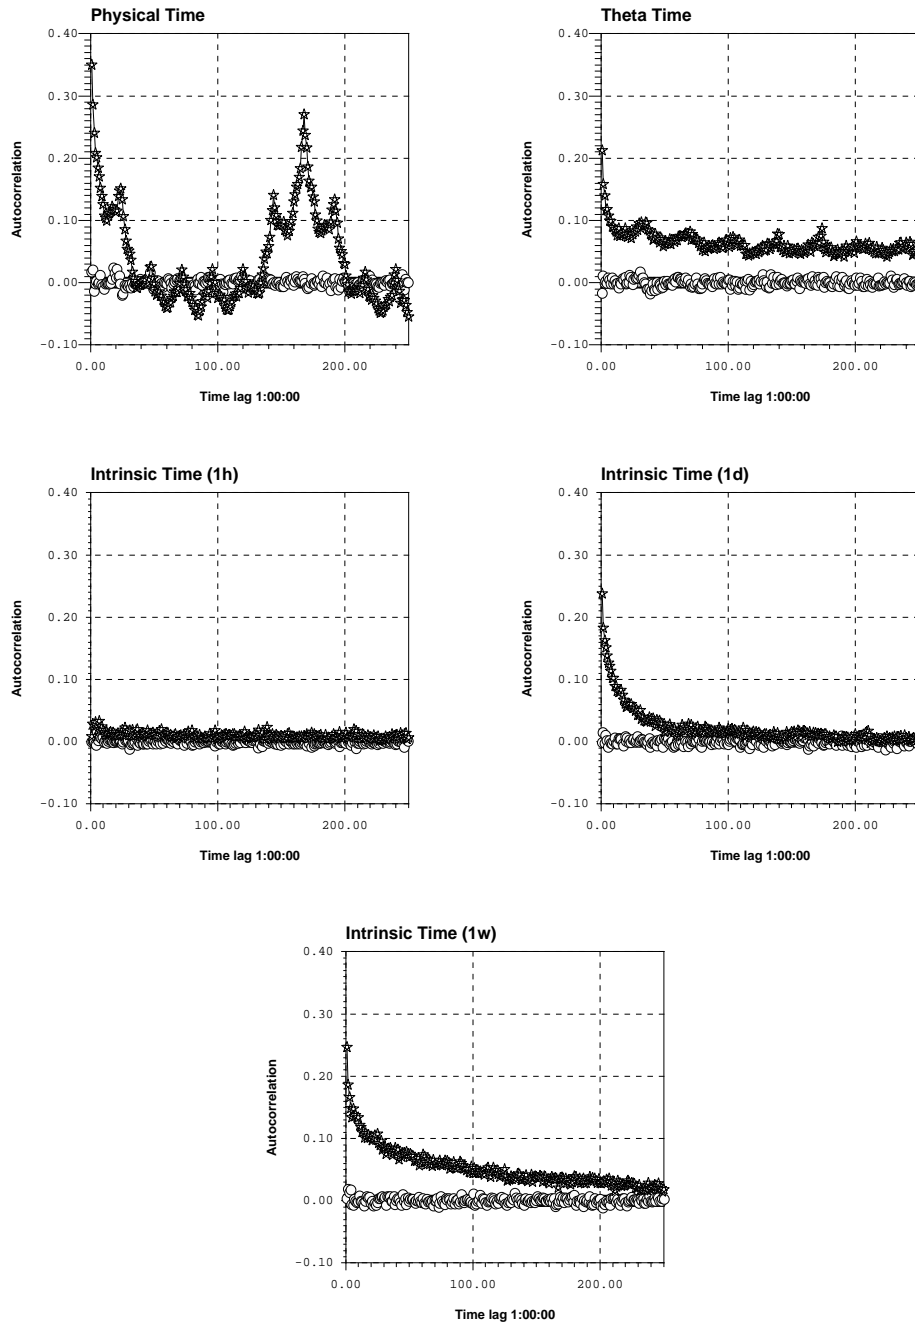 Physical Time
0.40
0.30
0.20
0.10
0.00
−0.10
Autocorrelation
0.00 100.00 200.00
Time lag 1:00:00
Theta Time
0.40
0.30
0.20
0.10
0.00
−0.10
Autocorrelation
0.00 100.00 200.00
Time lag 1:00:00
Intrinsic Time (1h)
0.40
0.30
0.20
0.10
0.00
−0.10
Autocorrelation
0.00 100.00 200.00
Time lag 1:00:00
Intrinsic Time (1d)
0.40
0.30
0.20
0.10
0.00
−0.10
Autocorrelation
0.00 100.00 200.00
Time lag 1:00:00
Intrinsic Time (1w)
0.40
0.30
0.20
0.10
0.00
−0.10
Autocorrelation
0.00 100.00 200.00
Time lag 1:00:00